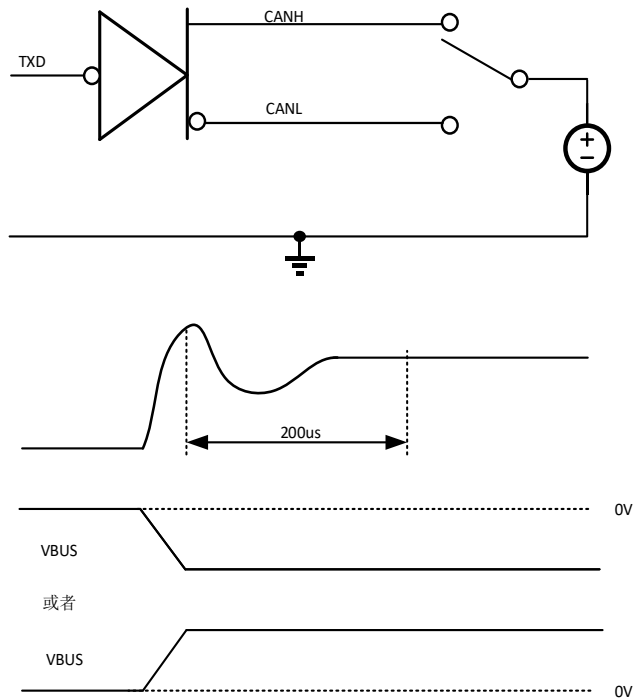 CANH
TXD
CANL
+
−
200us
0V
VBUS
或者
VBUS
0V